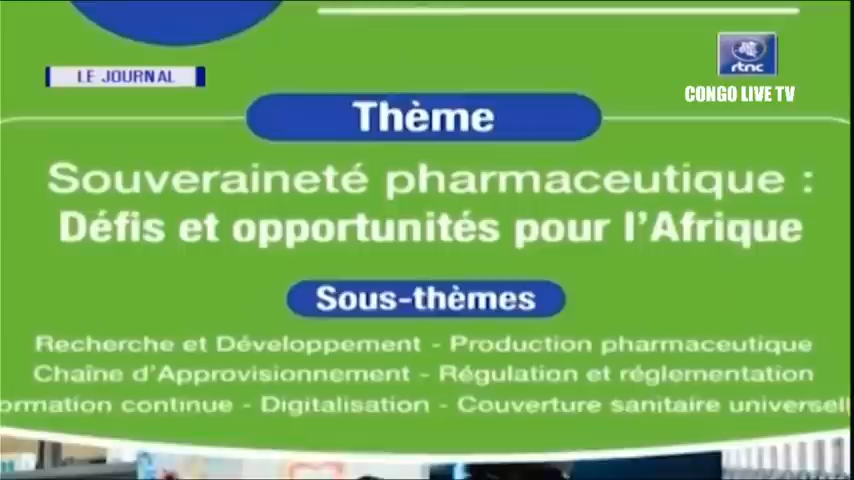 LE JOURNAL
rtnc
CONGO LIVE TV
Thème
Souveraineté pharmaceutique :
Défis et opportunités pour l'Afrique
Sous-thèmes
Recherche et Développement - Production pharmaceutique
Chaîne d'Approvisionnement - Régulation et réglementation
ormation continue - Digitalisation - Couverture sanitaire universell